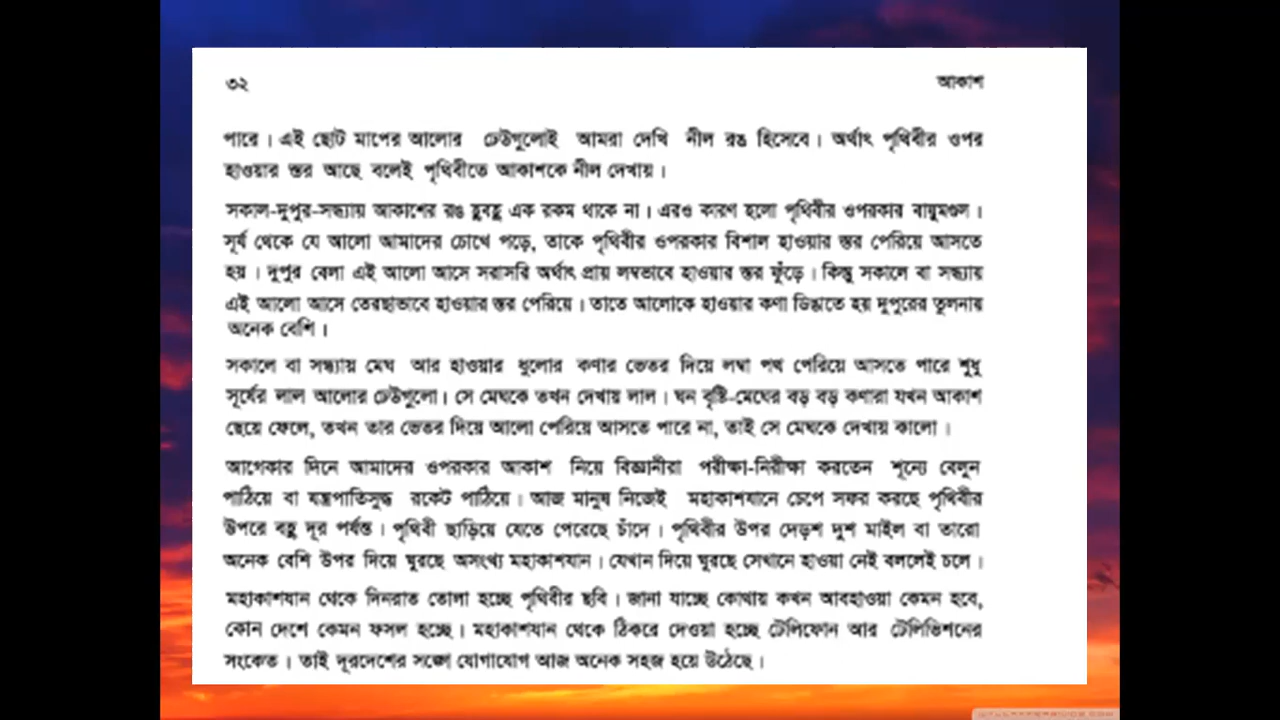 ৩২ আকাশ
পারে। এই ছোট মাপের আলোর ঢেউগুলোই আমরা দেখি নীল রঙ হিসেবে। অর্থাৎ পৃথিবীর ওপর
হাওয়ার স্তর আছে বলেই পৃথিবীতে আকাশকে নীল দেখায়।
সকাল-দুপুর-সন্ধ্যায় আকাশের রঙ হুবহু এক রকম থাকে না। এরও কারণ হলো পৃথিবীর ওপরকার বায়ুমণ্ডল।
সূর্য থেকে যে আলো আমাদের চোখে পড়ে, তাকে পৃথিবীর ওপরকার বিশাল হাওয়ার স্তর পেরিয়ে আসতে
হয়। দুপুর বেলা এই আলো আসে সরাসরি অর্থাৎ প্রায় লম্বভাবে হাওয়ার স্তর ফুঁড়ে। কিন্তু সকালে বা সন্ধ্যায়
এই আলো আসে তেরছাভাবে হাওয়ার স্তর পেরিয়ে। তাতে আলোকে হাওয়ার কণা ডিঙাতে হয় দুপুরের তুলনায়
অনেক বেশি।
সকালে বা সন্ধ্যায় মেঘ আর হাওয়ার ধুলোর কণার ভেতর দিয়ে লম্বা পথ পেরিয়ে আসতে পারে শুধু
সূর্যের লাল আলোর ঢেউগুলো। সে মেঘকে তখন দেখায় লাল। ঘন বৃষ্টি-মেঘের বড় বড় কণারা যখন আকাশ
ছেয়ে ফেলে, তখন তার ভেতর দিয়ে আলো পেরিয়ে আসতে পারে না, তাই সে মেঘকে দেখায় কালো।
আগেকার দিনে আমাদের ওপরকার আকাশ নিয়ে বিজ্ঞানীরা পরীক্ষা-নিরীক্ষা করতেন শূন্যে বেলুন
পাঠিয়ে বা যন্ত্রপাতিসুদ্ধ রকেট পাঠিয়ে। আজ মানুষ নিজেই মহাকাশযানে চেপে সফর করছে পৃথিবীর
উপরে বহু দূর পর্যন্ত। পৃথিবী ছাড়িয়ে যেতে পেরেছে চাঁদে। পৃথিবীর উপর দেড়শ দুশ মাইল বা তারো
অনেক বেশি উপর দিয়ে ঘুরছে অসংখ্য মহাকাশযান। যেখান দিয়ে ঘুরছে সেখানে হাওয়া নেই বললেই চলে।
মহাকাশযান থেকে দিনরাত তোলা হচ্ছে পৃথিবীর ছবি। জানা যাচ্ছে কোথায় কখন আবহাওয়া কেমন হবে,
কোন দেশে কেমন ফসল হচ্ছে। মহাকাশযান থেকে ঠিকরে দেওয়া হচ্ছে টেলিফোন আর টেলিভিশনের
সংকেত। তাই দূরদেশের সঙ্গে যোগাযোগ আজ অনেক সহজ হয়ে উঠেছে।